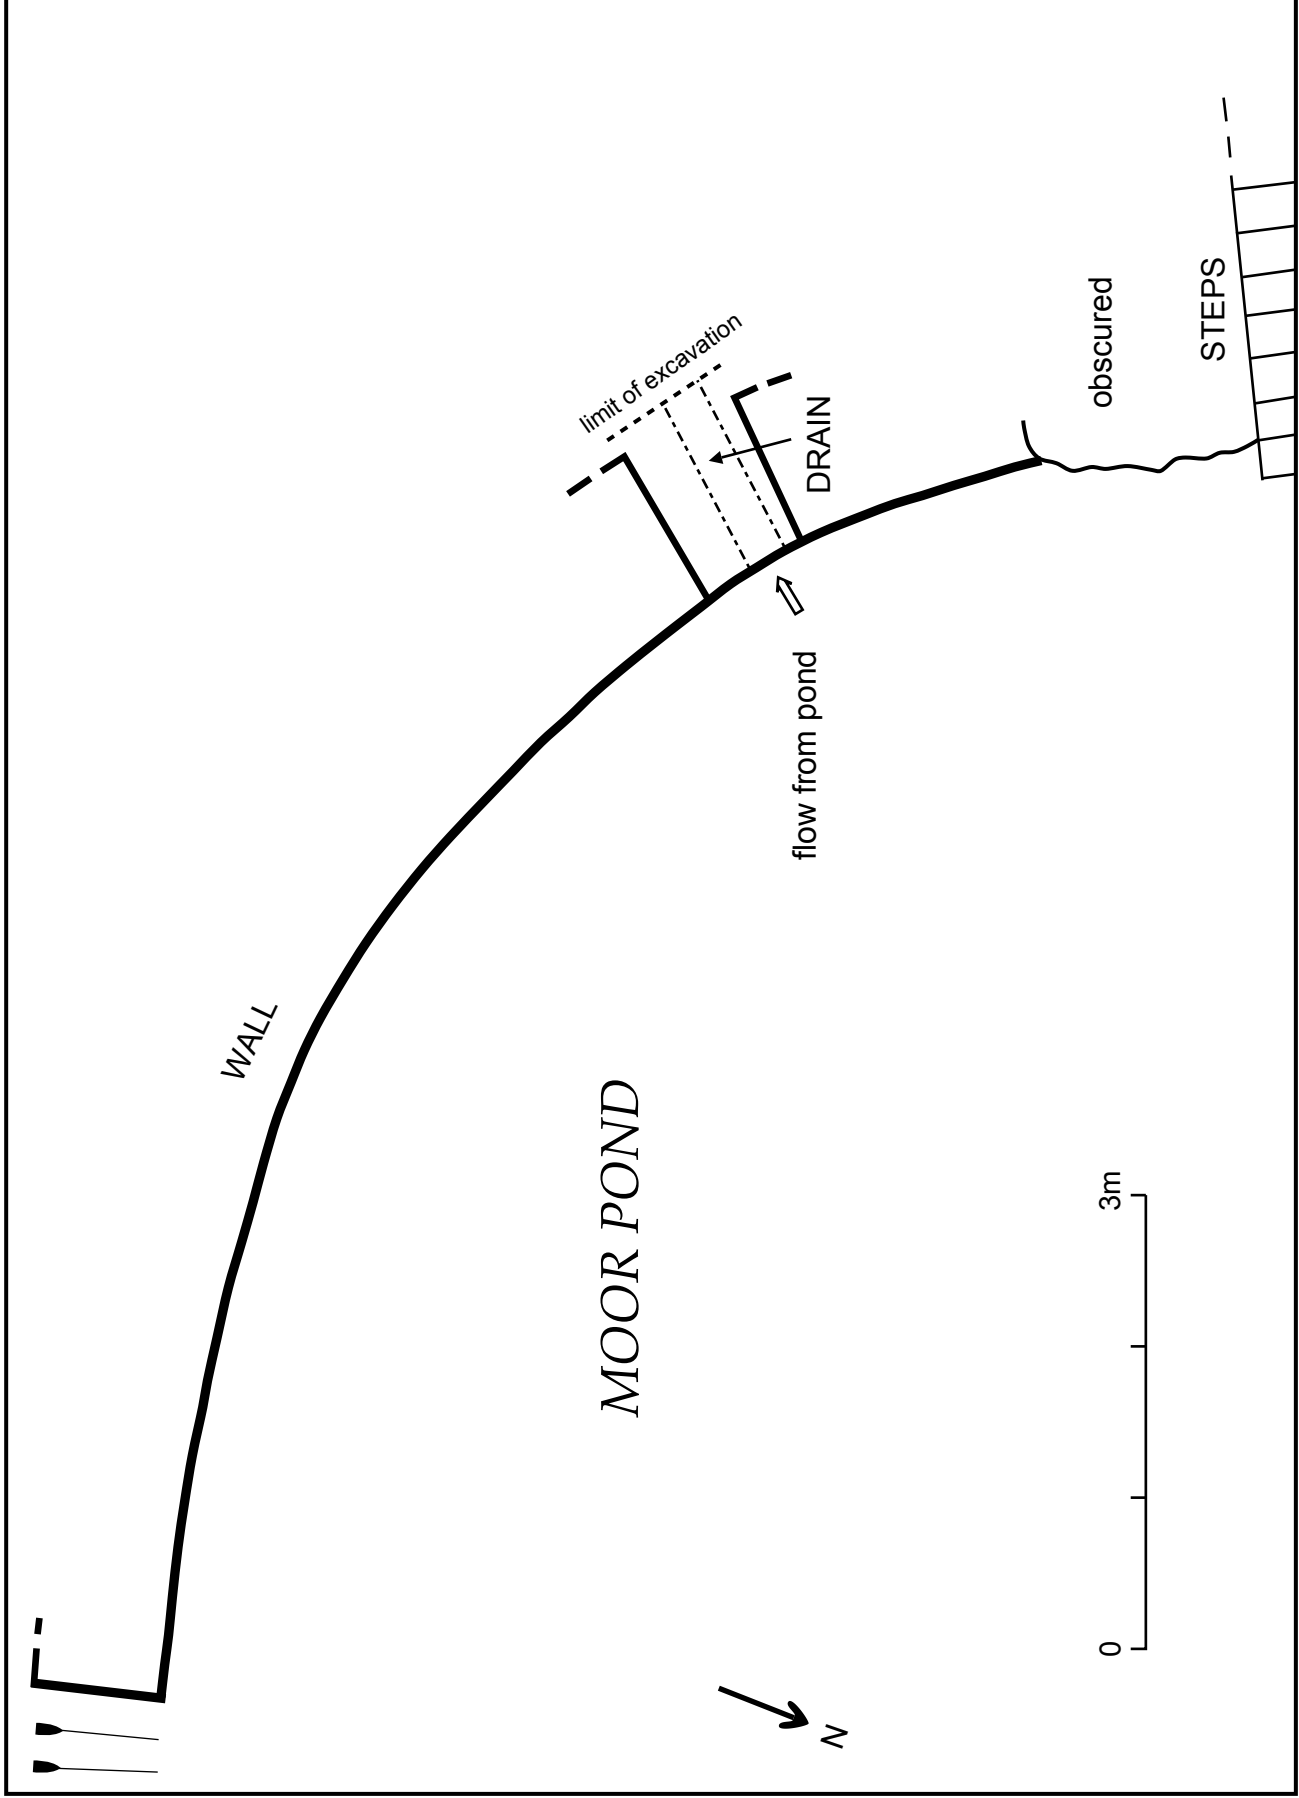 WALL
limit of excavation
DRAIN
flow from pond
obscured
STEPS
MOOR POND
0
3m
N